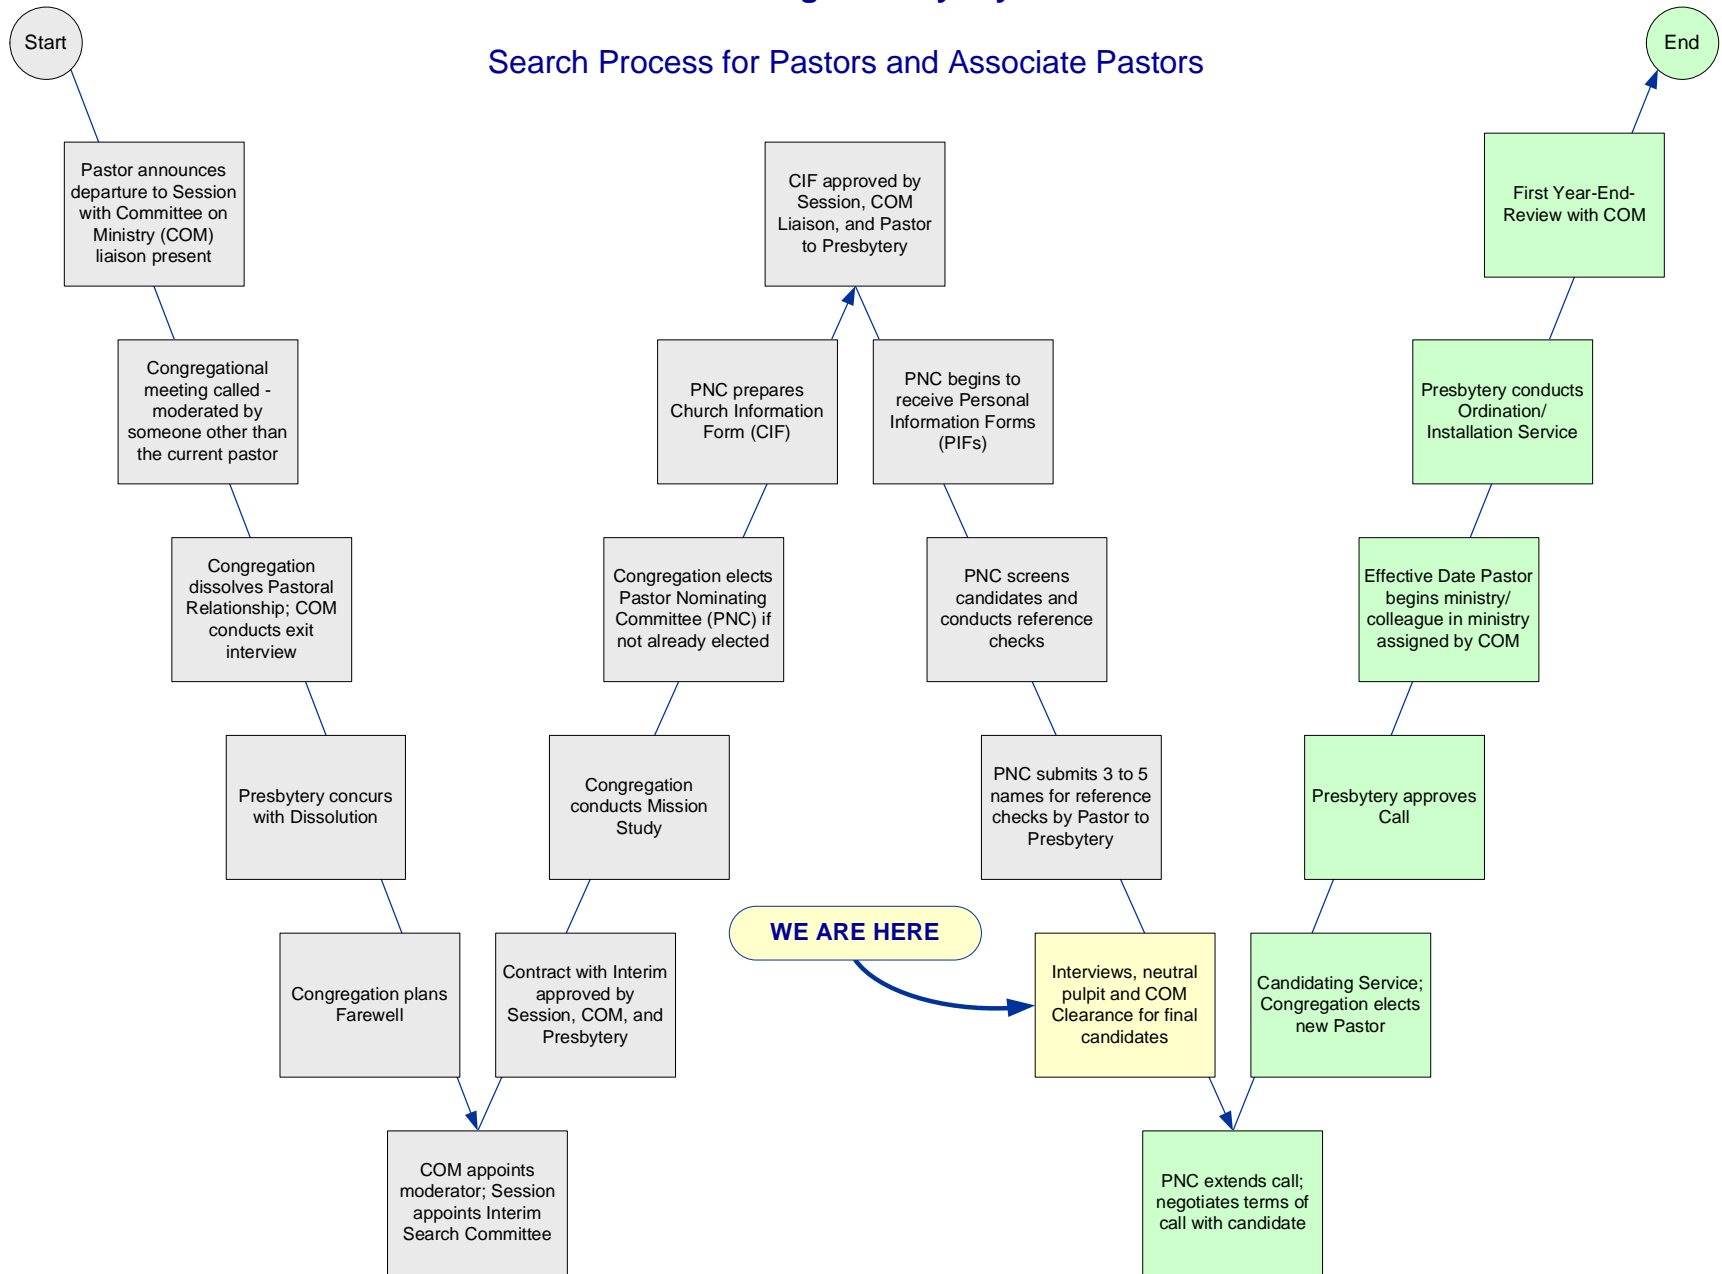 Start
End
Search Process for Pastors and Associate Pastors
Pastor announces
departure to Session
with Committee on
Ministry (COM)
liaison present
Congregational
meeting called -
moderated by
someone other than
the current pastor
Congregation
dissolves Pastoral
Relationship; COM
conducts exit
interview
Presbytery concurs
with Dissolution
Congregation plans
Farewell
COM appoints
moderator; Session
appoints Interim
Search Committee
Contract with Interim
approved by
Session, COM, and
Presbytery
Congregation
conducts Mission
Study
Congregation elects
Pastor Nominating
Committee (PNC) if
not already elected
PNC prepares
Church Information
Form (CIF)
CIF approved by
Session, COM
Liaison, and Pastor
to Presbytery
PNC begins to
receive Personal
Information Forms
(PIFs)
PNC screens
candidates and
conducts reference
checks
PNC submits 3 to 5
names for reference
checks by Pastor to
Presbytery
WE ARE HERE
Interviews, neutral
pulpit and COM
Clearance for final
candidates
PNC extends call;
negotiates terms of
call with candidate
Candidating Service;
Congregation elects
new Pastor
Presbytery approves
Call
Effective Date Pastor
begins ministry/
colleague in ministry
assigned by COM
Presbytery conducts
Ordination/
Installation Service
First Year-End-
Review with COM